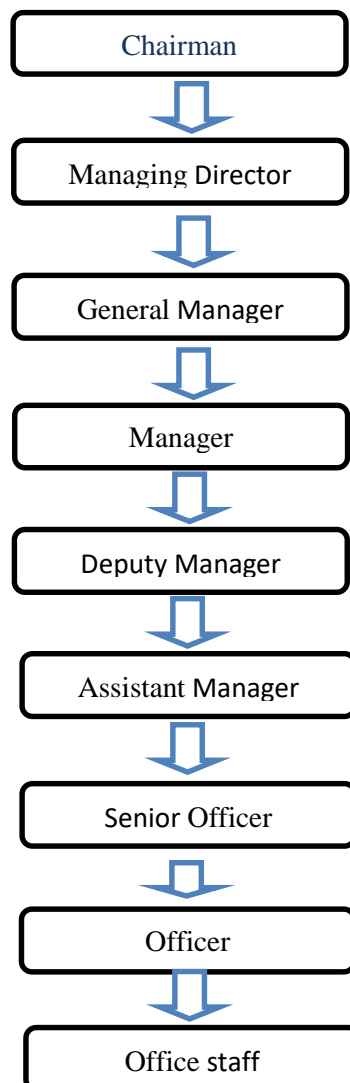 Chairman
Managing Director
General Manager
Manager
Deputy Manager
Assistant Manager
Senior Officer
Officer
Office staff